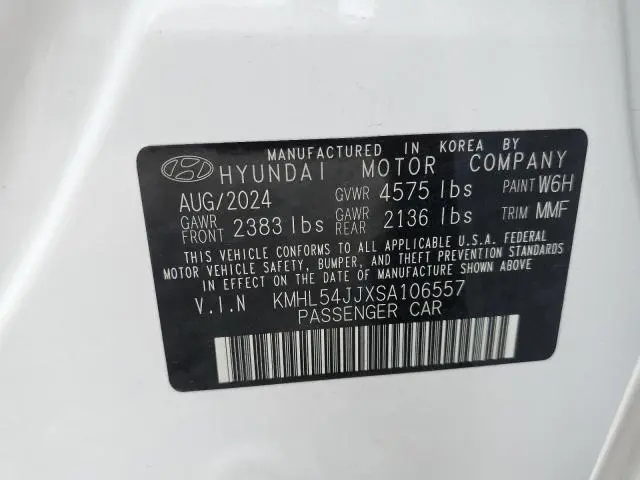 MANUFACTURED IN KOREA BY
HYUNDAI MOTOR COMPANY
AUG/2024 GVWR 4575 lbs PAINT W6H
GAWR FRONT 2383 lbs GAWR REAR 2136 lbs TRIM MMF
THIS VEHICLE CONFORMS TO ALL APPLICABLE U.S.A. FEDERAL
MOTOR VEHICLE SAFETY, BUMPER, AND THEFT PREVENTION STANDARDS
IN EFFECT ON THE DATE OF MANUFACTURE SHOWN ABOVE
V.I.N KMHL54JJXSA106557
PASSENGER CAR